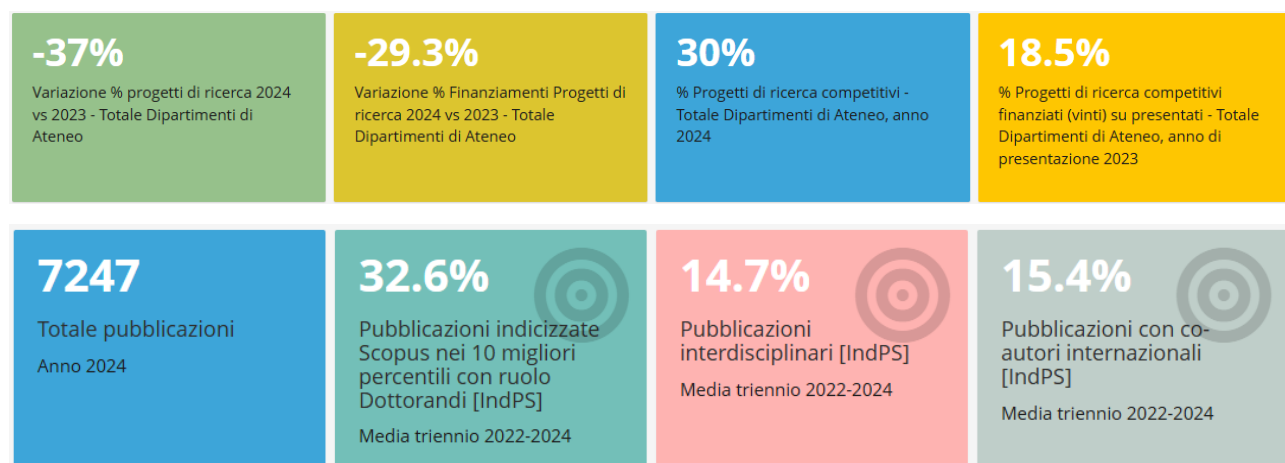 -37%
Variazione % progetti di ricerca 2024
vs 2023 - Totale Dipartimenti di
Ateneo
-29.3%
Variazione % Finanziamenti Progetti di
ricerca 2024 vs 2023 - Totale
Dipartimenti di Ateneo
30%
% Progetti di ricerca competitivi -
Totale Dipartimenti di Ateneo, anno
2024
18.5%
% Progetti di ricerca competitivi
finanziati (vinti) su presentati - Totale
Dipartimenti di Ateneo, anno di
presentazione 2023
7247
Totale pubblicazioni
Anno 2024
32.6%
Pubblicazioni indicizzate
Scopus nei 10 migliori
percentili con ruolo
Dottorandi [IndPS]
Media triennio 2022-2024
14.7%
Pubblicazioni
interdisciplinari [IndPS]
Media triennio 2022-2024
15.4%
Pubblicazioni con co-
autori internazionali
[IndPS]
Media triennio 2022-2024